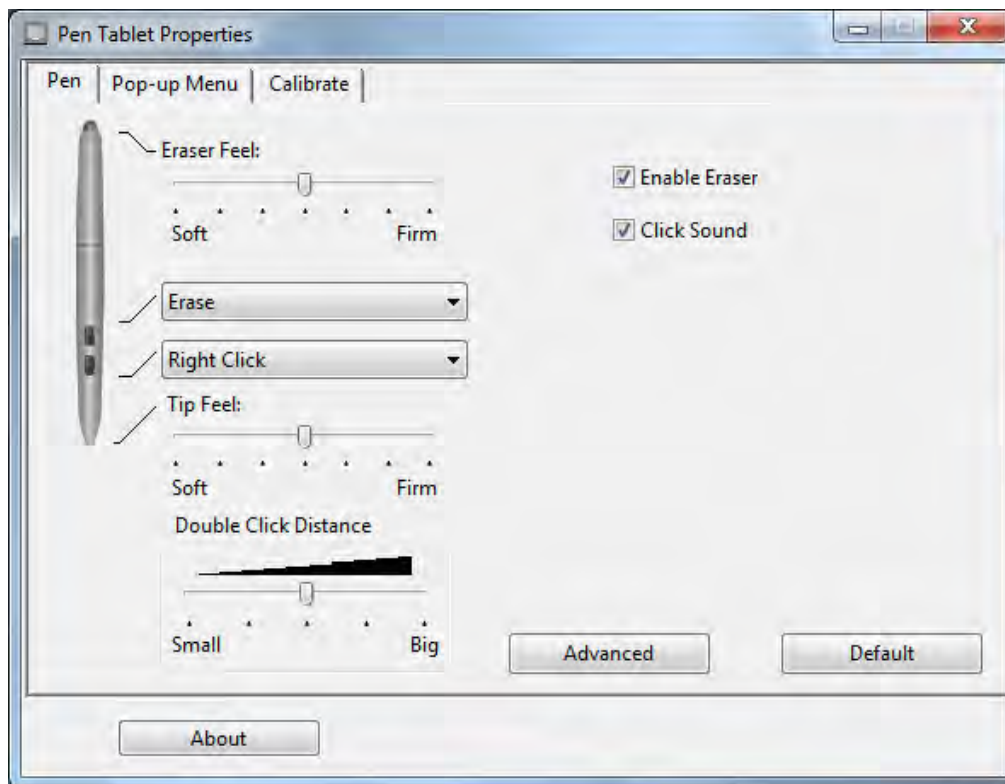 Pen Tablet Properties
Pen Pop-up Menu Calibrate
Eraser Feel:
Enable Eraser
Soft Firm
Click Sound
Erase
Right Click
Tip Feel:
Soft Firm
Double Click Distance
Small Big
Advanced Default
About